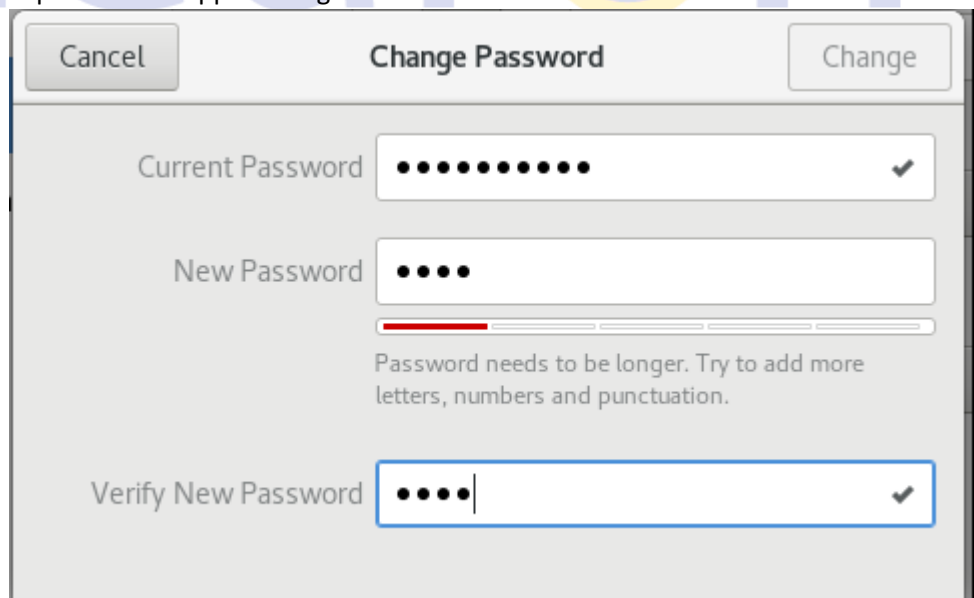 Cancel Change Password Change
Current Password ●●●●●●●●●●
New Password ●●●●
Password needs to be longer. Try to add more
letters, numbers and punctuation.
Verify New Password ●●●●